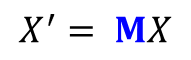 X′ = MX